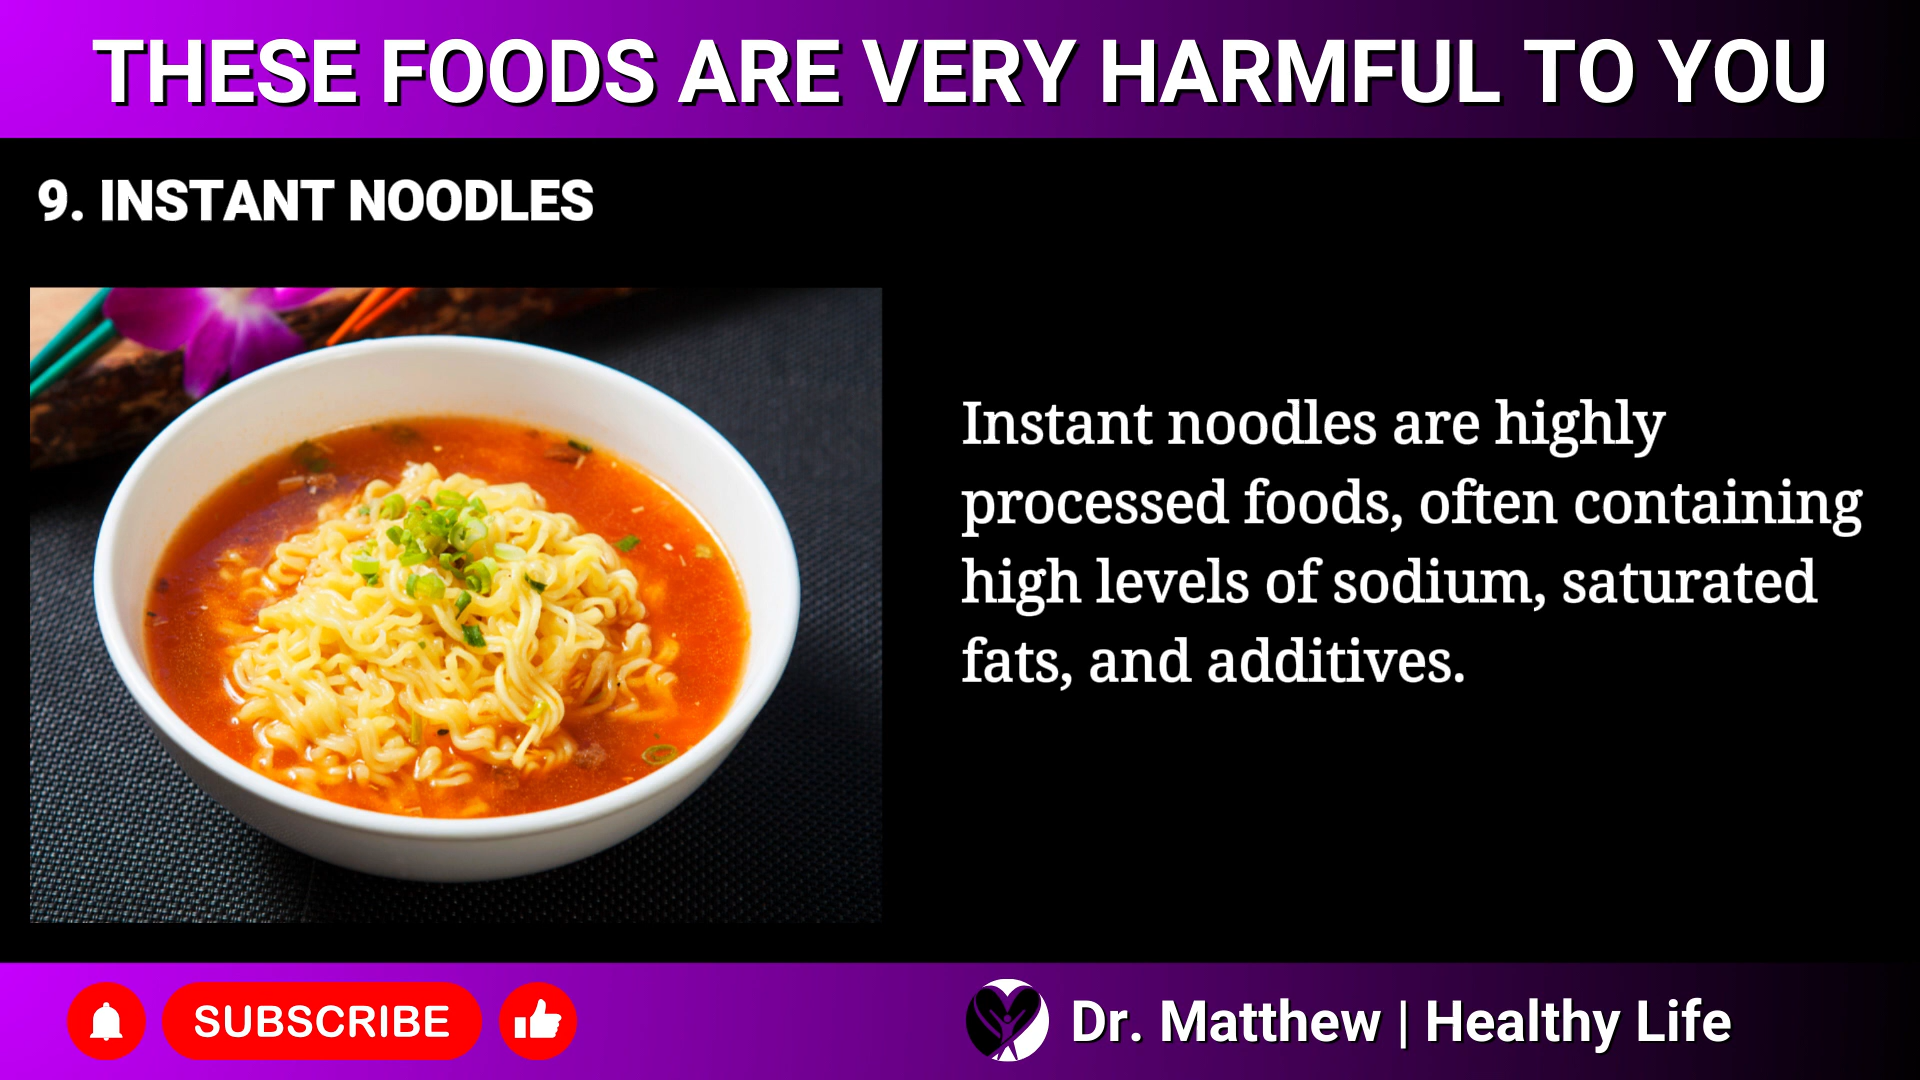 THESE FOODS ARE VERY HARMFUL TO YOU
9. INSTANT NOODLES
Instant noodles are highly
processed foods, often containing
high levels of sodium, saturated
fats, and additives.
SUBSCRIBE
Dr. Matthew | Healthy Life